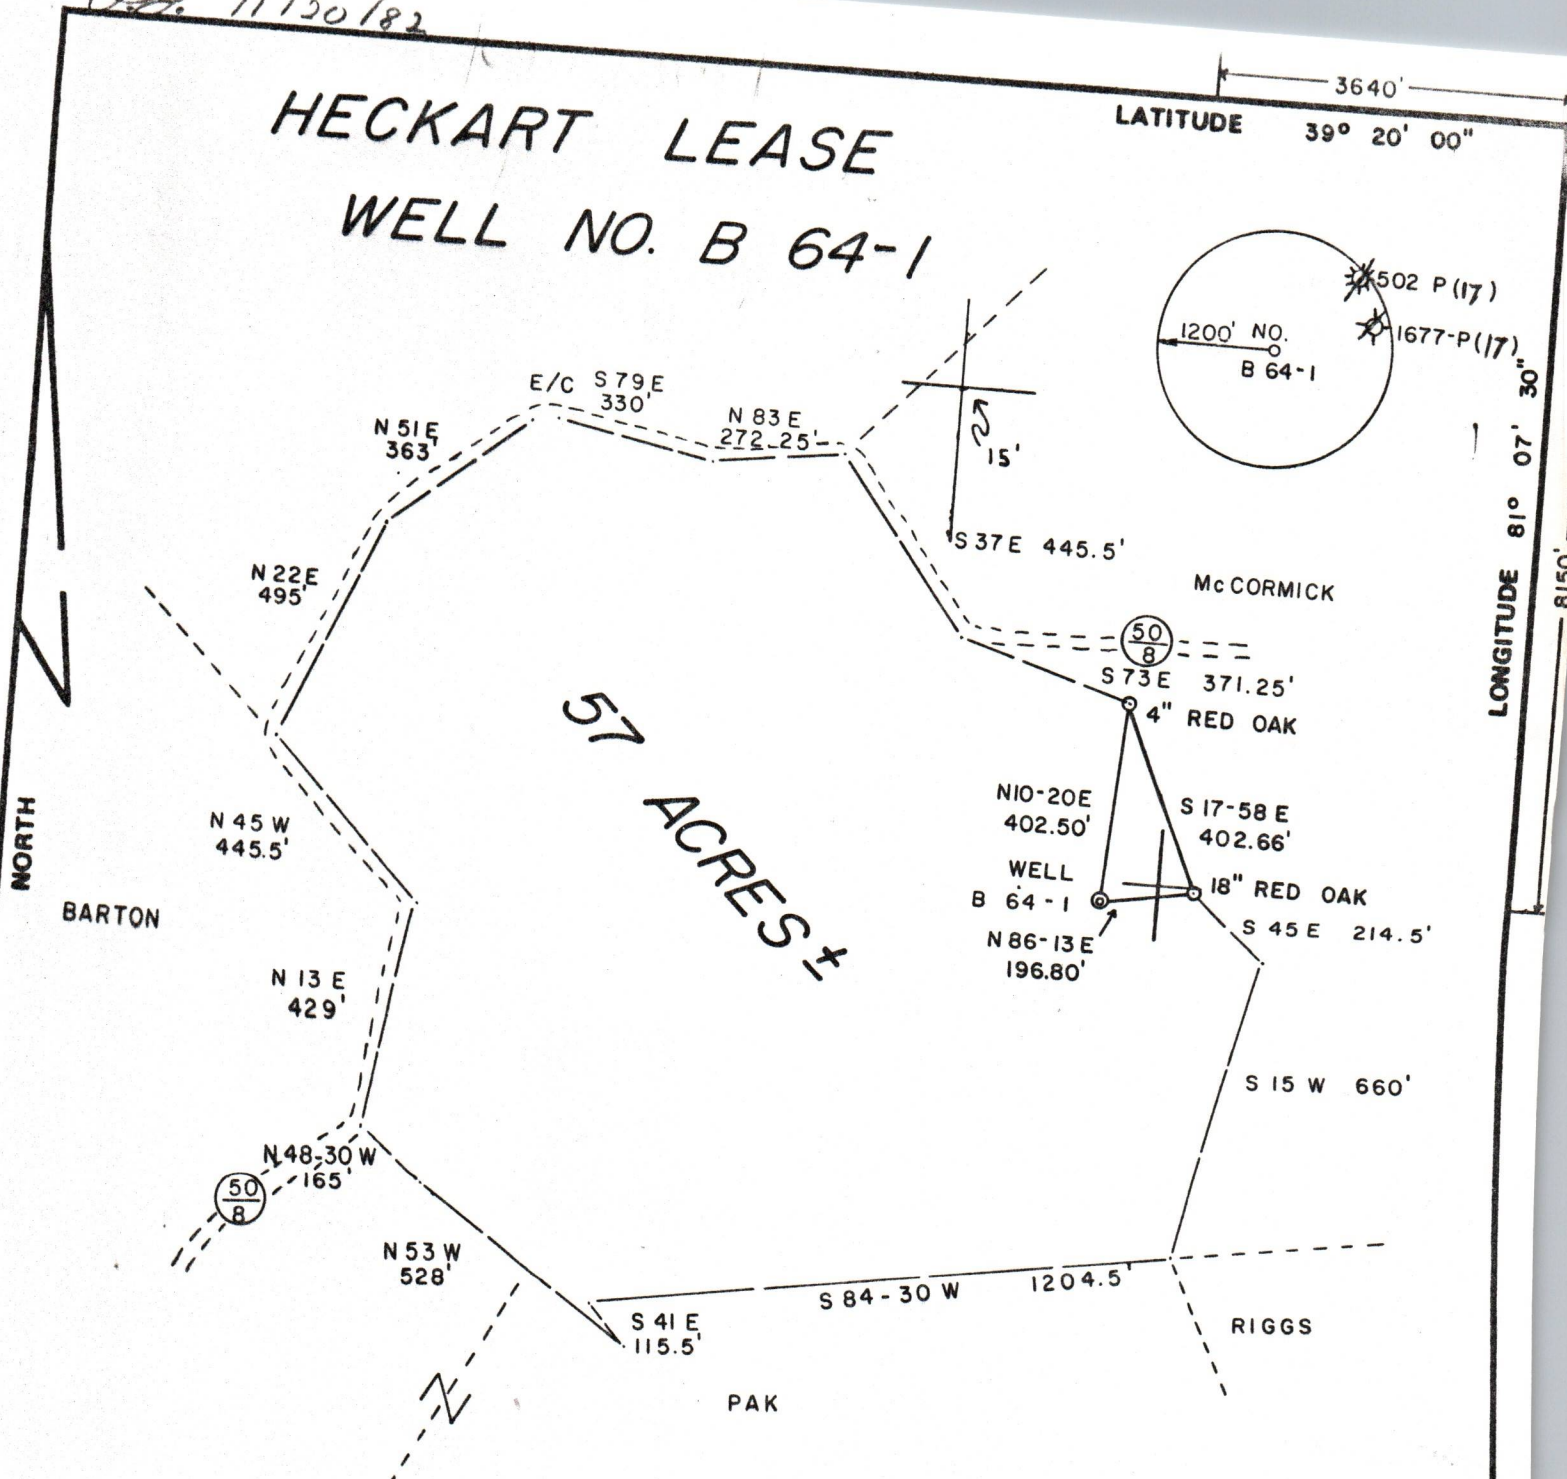 11/20/82
3640'
LATITUDE 39° 20' 00"
HECKART LEASE
WELL NO. B 64-1
502 P(17)
1677-P(17)
1200' NO.
B 64-1
LONGITUDE 81° 07' 30"
8150'
E/C S 79 E
330'
N 83 E
272.25'
N 51 E
363'
15'
S 37 E 445.5'
N 22 E
495'
McCORMICK
50
8
S 73 E 371.25'
4" RED OAK
57 ACRES±
N10-20E
402.50'
S 17-58 E
402.66'
N 45 W
445.5'
NORTH
WELL
B 64-1
18" RED OAK
BARTON
N 86-13 E
196.80'
S 45 E 214.5'
N 13 E
429'
S 15 W 660'
N 48-30 W
165'
50
8
N 53 W
528'
S 84-30 W 1204.5'
S 41 E
115.5'
RIGGS
PAK